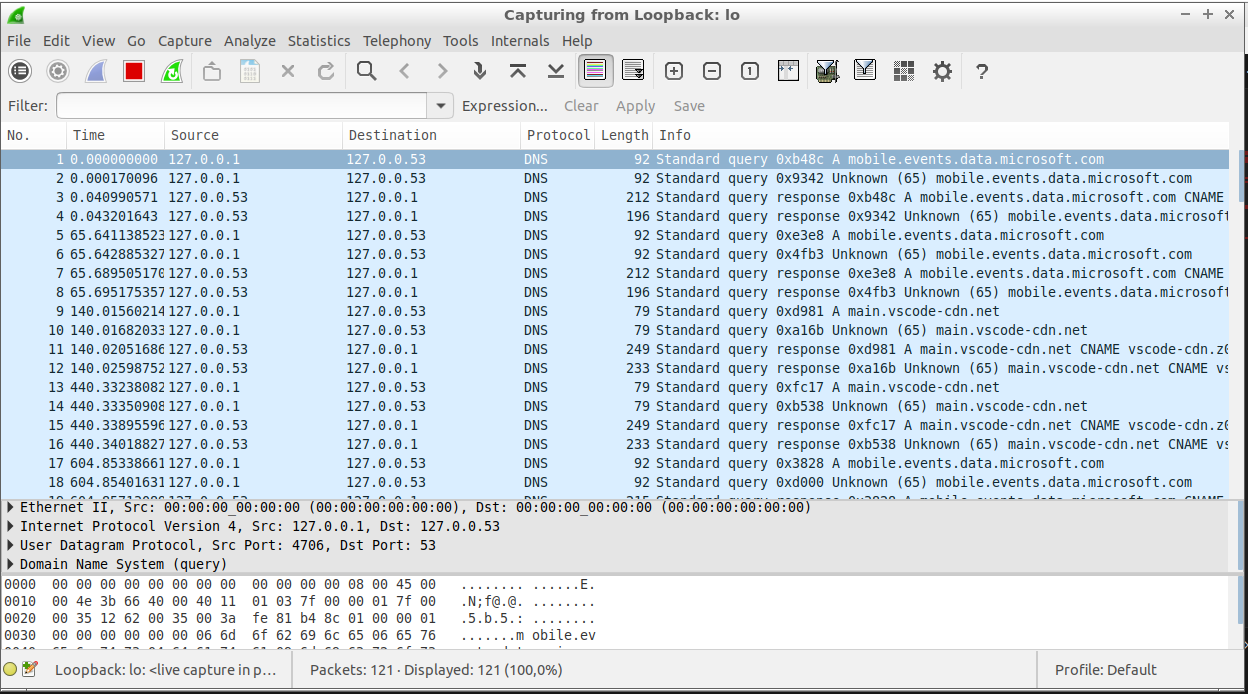 Capturing from Loopback: lo
File Edit View Go Capture Analyze Statistics Telephony Tools Internals Help
Filter: Expression... Clear Apply Save
No. Time Source Destination Protocol Length Info
1 0.000000000 127.0.0.1 127.0.0.53 DNS 92 Standard query 0xb48c A mobile.events.data.microsoft.com
2 0.000170096 127.0.0.1 127.0.0.53 DNS 92 Standard query 0x9342 Unknown (65) mobile.events.data.microsoft.com
3 0.040990571 127.0.0.53 127.0.0.1 DNS 212 Standard query response 0xb48c A mobile.events.data.microsoft.com CNAME
4 0.043201643 127.0.0.53 127.0.0.1 DNS 196 Standard query response 0x9342 Unknown (65) mobile.events.data.microsoft
5 65.641138523 127.0.0.1 127.0.0.53 DNS 92 Standard query 0xe3e8 A mobile.events.data.microsoft.com
6 65.642885327 127.0.0.1 127.0.0.53 DNS 92 Standard query 0x4fb3 Unknown (65) mobile.events.data.microsoft.com
7 65.689505170 127.0.0.53 127.0.0.1 DNS 212 Standard query response 0xe3e8 A mobile.events.data.microsoft.com CNAME
8 65.695175357 127.0.0.53 127.0.0.1 DNS 196 Standard query response 0x4fb3 Unknown (65) mobile.events.data.microsoft
9 140.01560214 127.0.0.1 127.0.0.53 DNS 79 Standard query 0xd981 A main.vscode-cdn.net
10 140.01682033 127.0.0.1 127.0.0.53 DNS 79 Standard query 0xa16b Unknown (65) main.vscode-cdn.net
11 140.02051686 127.0.0.53 127.0.0.1 DNS 249 Standard query response 0xd981 A main.vscode-cdn.net CNAME vscode-cdn.z0
12 140.02598752 127.0.0.53 127.0.0.1 DNS 233 Standard query response 0xa16b Unknown (65) main.vscode-cdn.net CNAME vs
13 440.33238082 127.0.0.1 127.0.0.53 DNS 79 Standard query 0xfc17 A main.vscode-cdn.net
14 440.33350908 127.0.0.1 127.0.0.53 DNS 79 Standard query 0xb538 Unknown (65) main.vscode-cdn.net
15 440.33895596 127.0.0.53 127.0.0.1 DNS 249 Standard query response 0xfc17 A main.vscode-cdn.net CNAME vscode-cdn.z0
16 440.34018827 127.0.0.53 127.0.0.1 DNS 233 Standard query response 0xb538 Unknown (65) main.vscode-cdn.net CNAME vs
17 604.85338661 127.0.0.1 127.0.0.53 DNS 92 Standard query 0x3828 A mobile.events.data.microsoft.com
18 604.85401631 127.0.0.1 127.0.0.53 DNS 92 Standard query 0xd000 Unknown (65) mobile.events.data.microsoft.com
Ethernet II, Src: 00:00:00_00:00:00 (00:00:00:00:00:00), Dst: 00:00:00_00:00:00 (00:00:00:00:00:00)
Internet Protocol Version 4, Src: 127.0.0.1, Dst: 127.0.0.53
User Datagram Protocol, Src Port: 4706, Dst Port: 53
Domain Name System (query)
0000 00 00 00 00 00 00 00 00 00 00 00 00 08 00 45 00 ........ ......E.
0010 00 4e 3b 66 40 00 40 11 01 03 7f 00 00 01 7f 00 .N;f@.@. ........
0020 00 35 12 62 00 35 00 3a fe 81 b4 8c 01 00 00 01 .5.b.5.: ........
0030 00 00 00 00 00 00 06 6d 6f 62 69 6c 65 06 65 76 .......m obile.ev
Loopback: lo: <live capture in p... Packets: 121 · Displayed: 121 (100,0%) Profile: Default